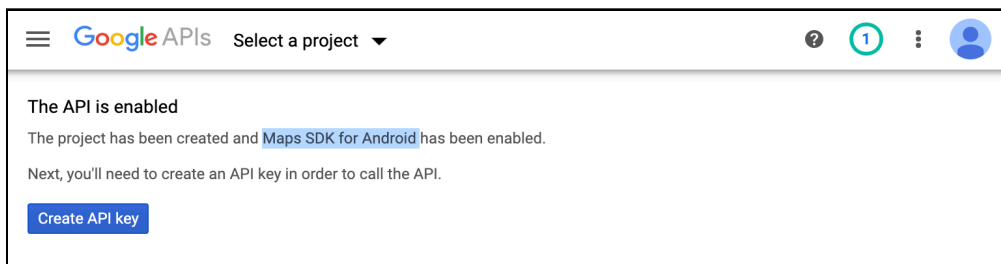 Google APIs Select a project 1
The API is enabled
The project has been created and Maps SDK for Android has been enabled.
Next, you'll need to create an API key in order to call the API.
Create API key